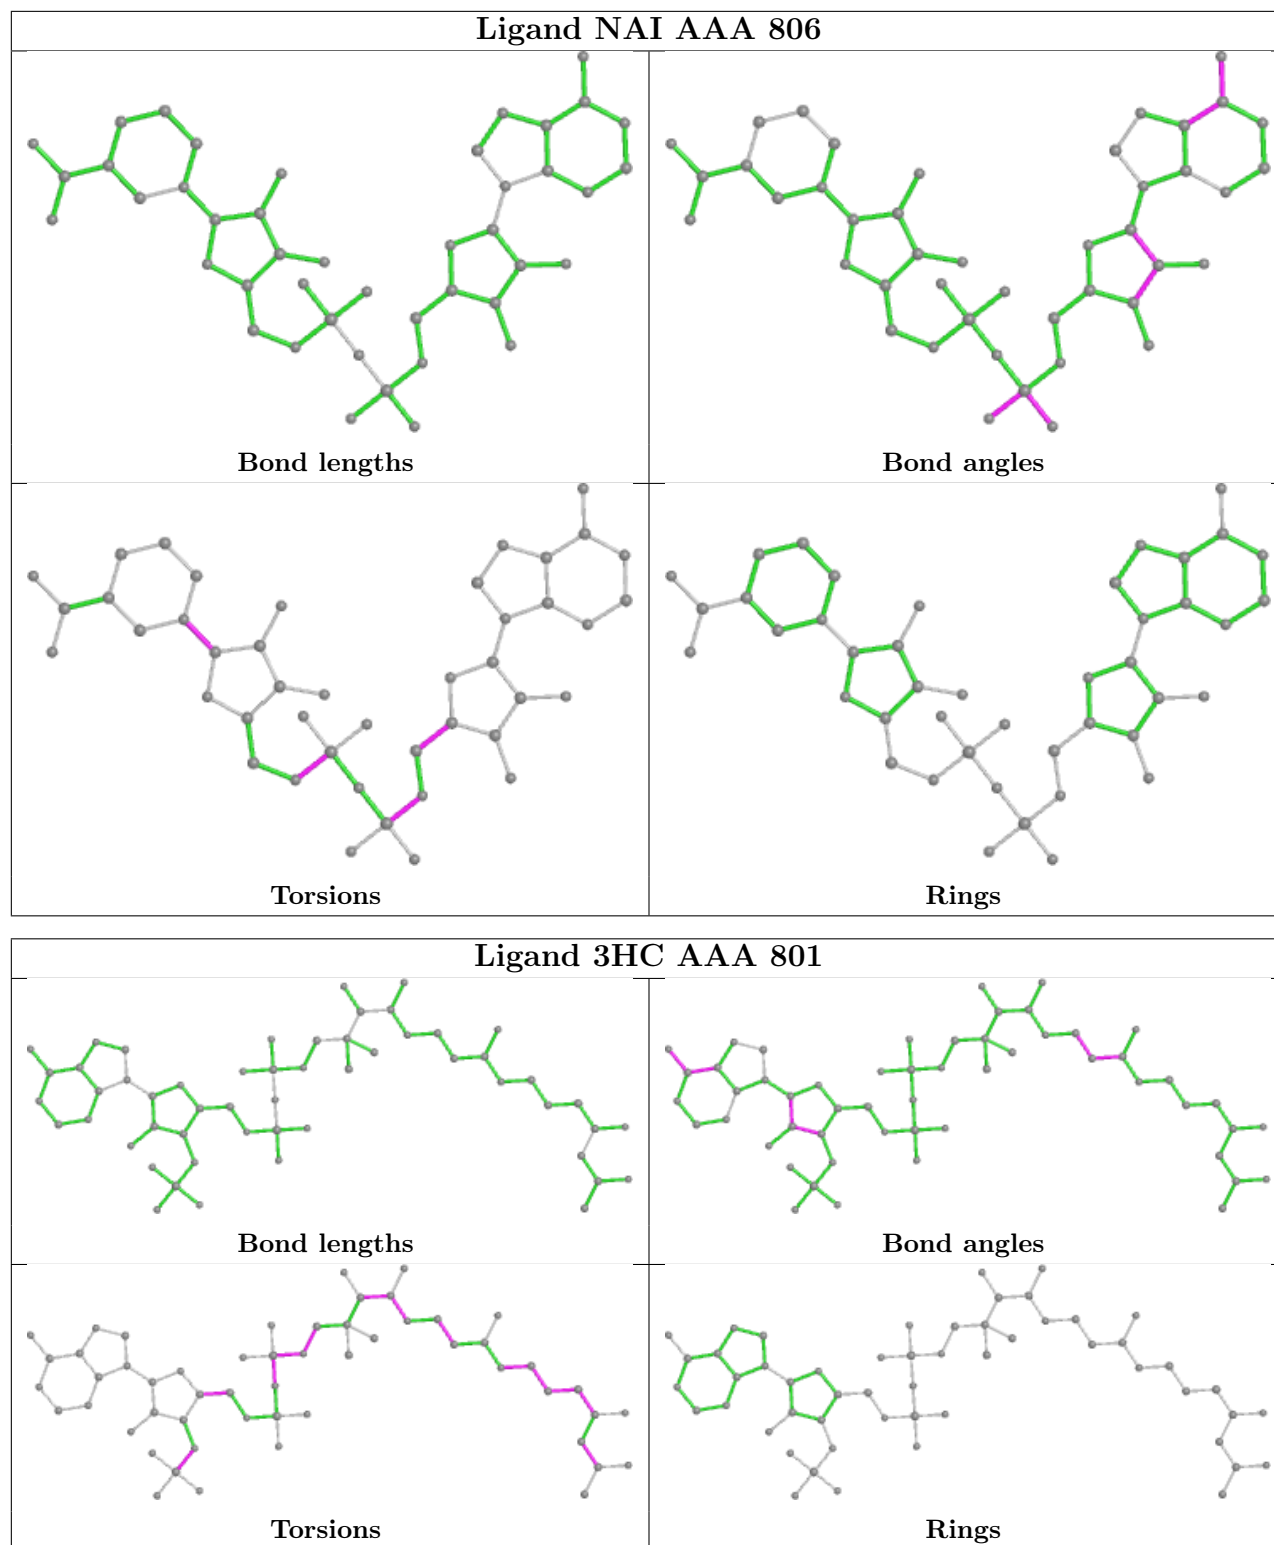 Ligand NAI AAA 806
Bond lengths
Bond angles
Torsions
Rings
Ligand 3HC AAA 801
Bond lengths
Bond angles
Torsions
Rings